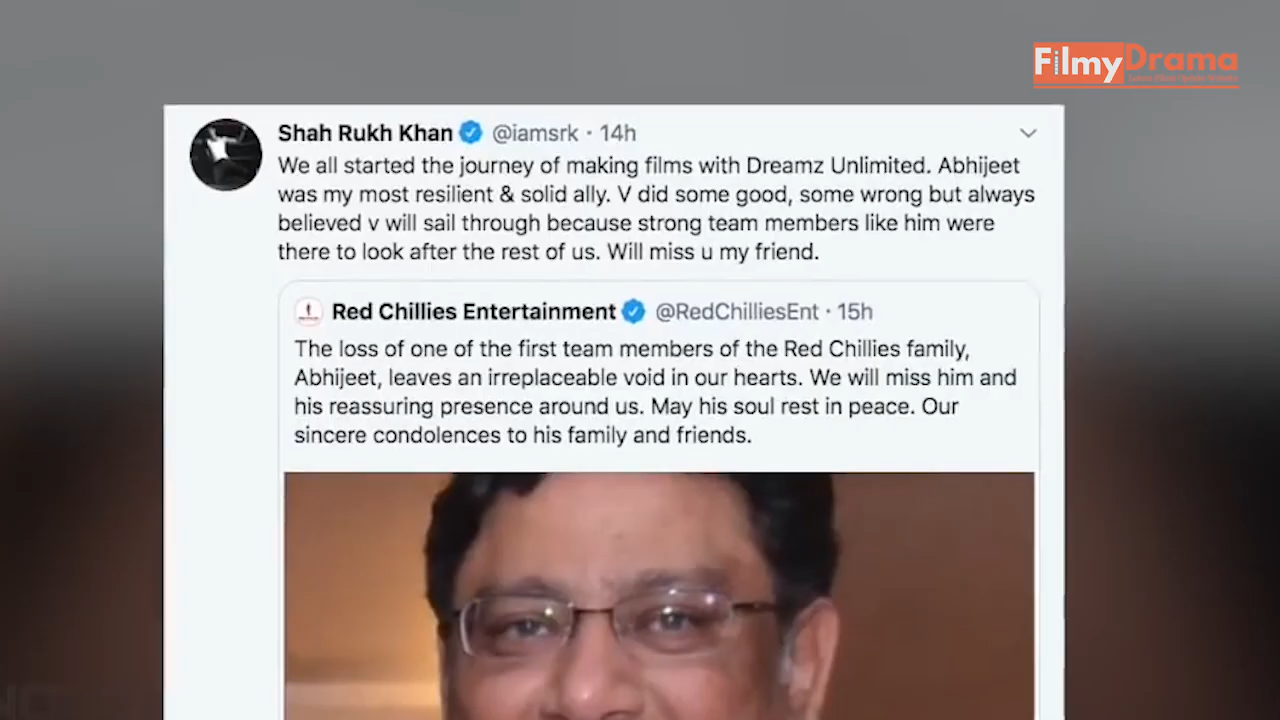 FilmyDrama
Shah Rukh Khan @iamsrk · 14h
We all started the journey of making films with Dreamz Unlimited. Abhijeet
was my most resilient & solid ally. V did some good, some wrong but always
believed v will sail through because strong team members like him were
there to look after the rest of us. Will miss u my friend.
Red Chillies Entertainment @RedChilliesEnt · 15h
The loss of one of the first team members of the Red Chillies family,
Abhijeet, leaves an irreplaceable void in our hearts. We will miss him and
his reassuring presence around us. May his soul rest in peace. Our
sincere condolences to his family and friends.